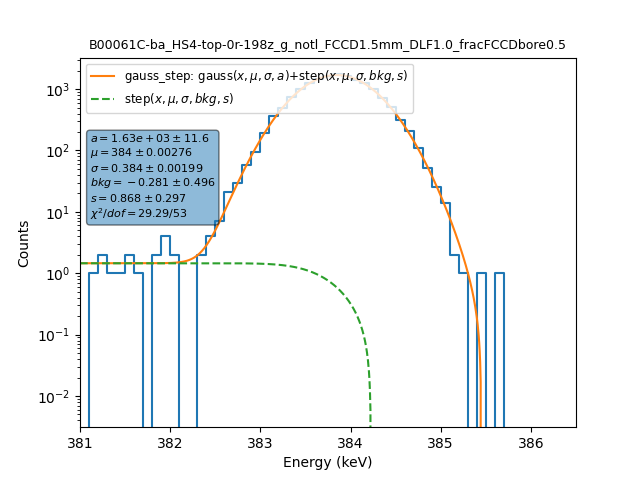 B00061C-ba_HS4-top-0r-198z_g_notl_FCCD1.5mm_DLF1.0_fracFCCDbore0.5
gauss_step: gauss(x, μ, σ, a)+step(x, μ, σ, bkg, s)
step(x, μ, σ, bkg, s)
a = 1.63e + 03 ± 11.6
μ = 384 ± 0.00276
σ = 0.384 ± 0.00199
bkg = −0.281 ± 0.496
s = 0.868 ± 0.297
χ²/dof = 29.29/53
Counts
10³
10²
10¹
10⁰
10⁻¹
10⁻²
381 382 383 384 385 386
Energy (keV)